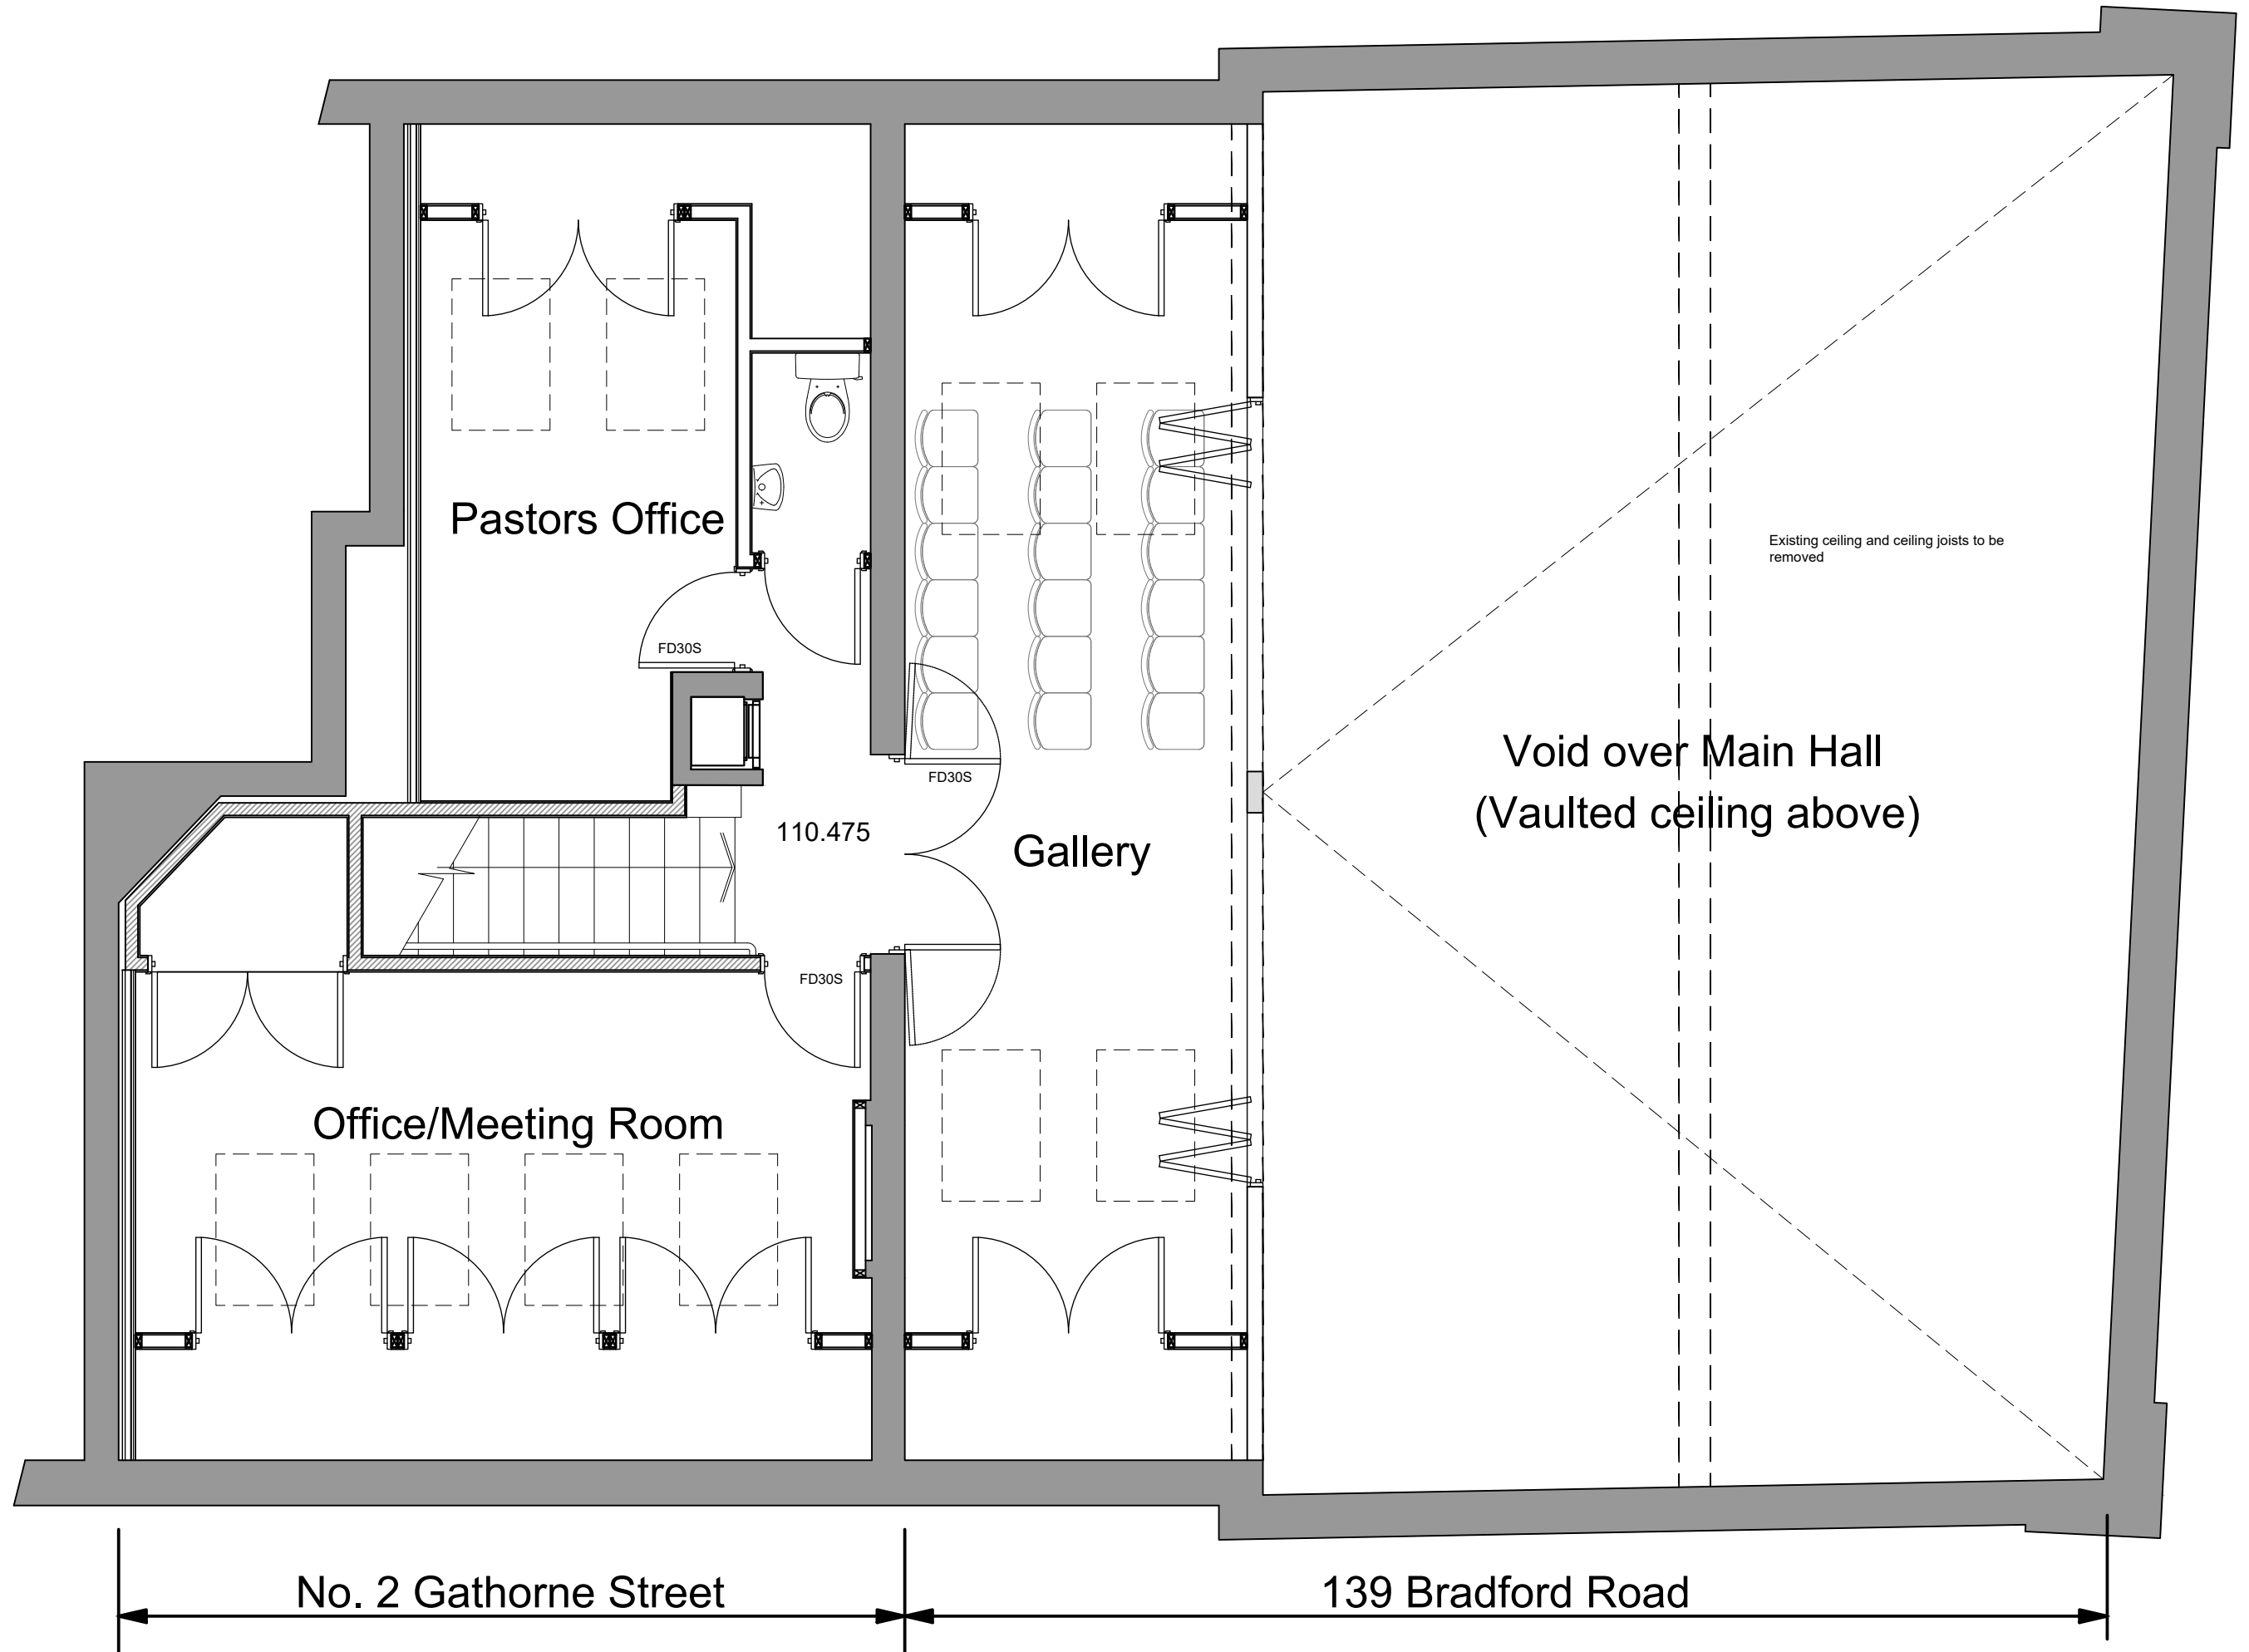 Pastors Office
Existing ceiling and ceiling joists to be
removed
FD30S
Void over Main Hall
(Vaulted ceiling above)
FD30S
110.475
Gallery
FD30S
Office/Meeting Room
No. 2 Gathorne Street
139 Bradford Road